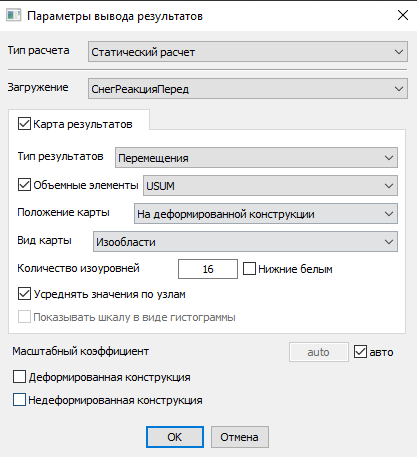 Параметры вывода результатов
Тип расчета Статический расчет
Загружение СнегРеакцияПеред
Карта результатов
Тип результатов Перемещения
Объемные элементы USUM
Положение карты На деформированной конструкции
Вид карты Изообласти
Количество изоуровней 16 Нижние белым
Усреднять значения по узлам
Показывать шкалу в виде гистограммы
Масштабный коэффициент auto авто
Деформированная конструкция
Недеформированная конструкция
OK Отмена